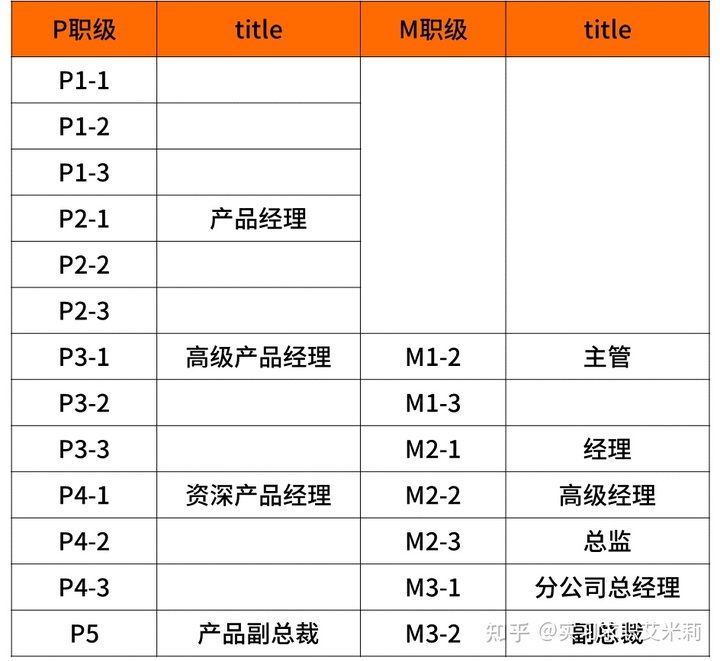 P职级 title M职级 title
P1-1
P1-2
P1-3
P2-1 产品经理
P2-2
P2-3
P3-1 高级产品经理 M1-2 主管
P3-2 M1-3
P3-3 M2-1 经理
P4-1 资深产品经理 M2-2 高级经理
P4-2 M2-3 总监
P4-3 M3-1 分公司总经理
P5 产品副总裁 M3-2 副总裁
知乎 @实习求职艾米莉